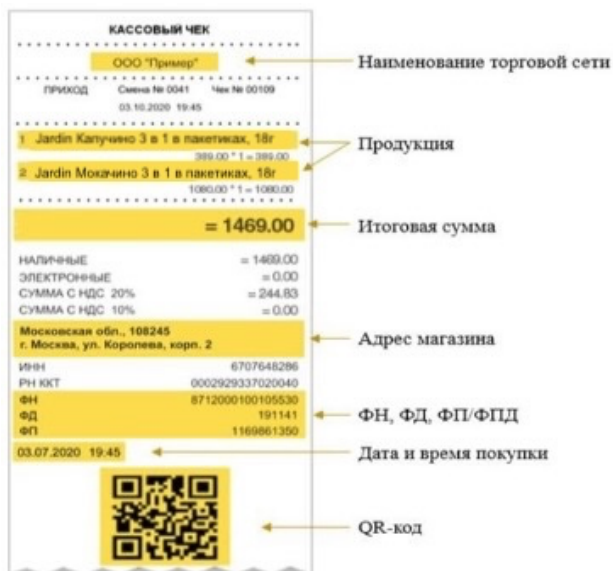 КАССОВЫЙ ЧЕК
ООО "Пример"
Наименование торговой сети
ПРИХОД Смена № 0041 Чек № 00109
03.10.2020 19:45
1 Jardin Капучино 3 в 1 в пакетиках, 18г
Продукция
389.00 * 1 = 389.00
2 Jardin Мокачино 3 в 1 в пакетиках, 18г
1080.00 * 1 = 1080.00
= 1469.00
Итоговая сумма
НАЛИЧНЫЕ = 1469.00
ЭЛЕКТРОННЫЕ = 0.00
СУММА С НДС 20% = 244.83
СУММА С НДС 10% = 0.00
Московская обл., 108245
г. Москва, ул. Королева, корп. 2
Адрес магазина
ИНН 6707648286
РН ККТ 0002929337020040
ФН 8712000100105530
ФД 191141
ФП 1169861350
ФН, ФД, ФП/ФПД
03.07.2020 19:45
Дата и время покупки
QR-код